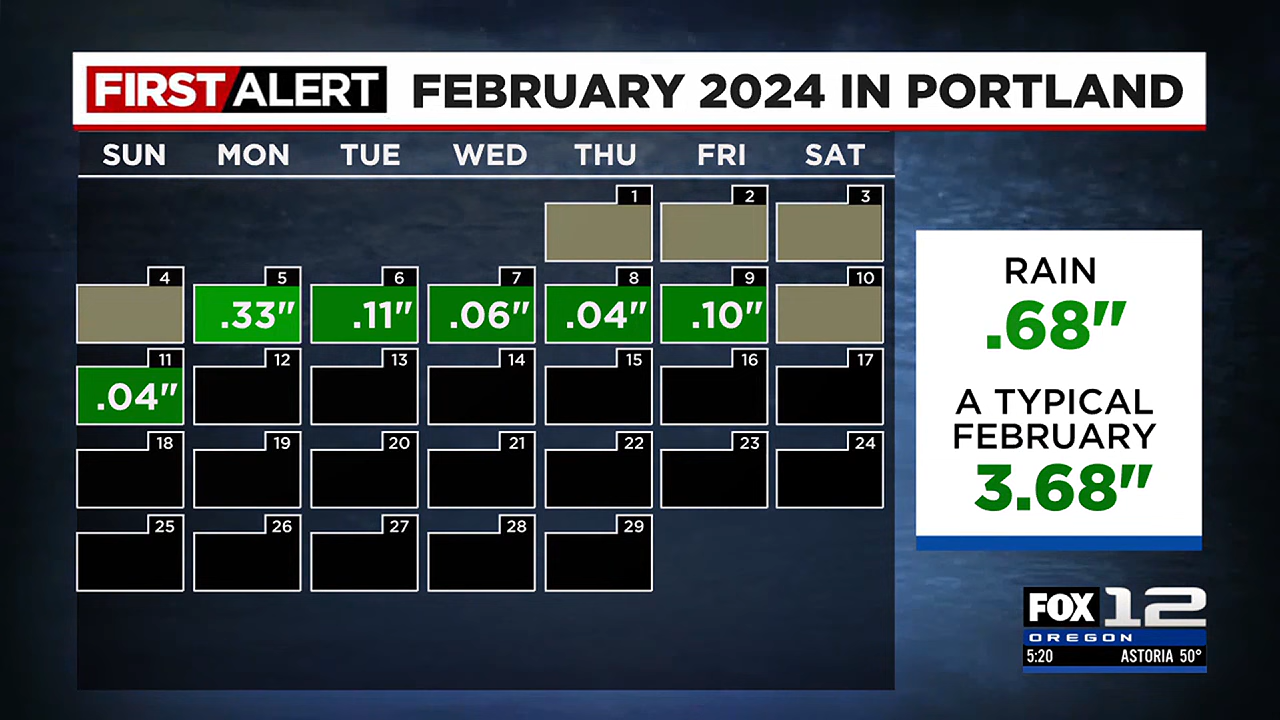 FIRST ALERT FEBRUARY 2024 IN PORTLAND
SUN MON TUE WED THU FRI SAT
1 2 3
4 5 6 7 8 9 10
.33" .11" .06" .04" .10"
11 12 13 14 15 16 17
.04"
18 19 20 21 22 23 24
25 26 27 28 29
RAIN
.68"
A TYPICAL
FEBRUARY
3.68"
FOX 12
OREGON
5:20 ASTORIA 50°